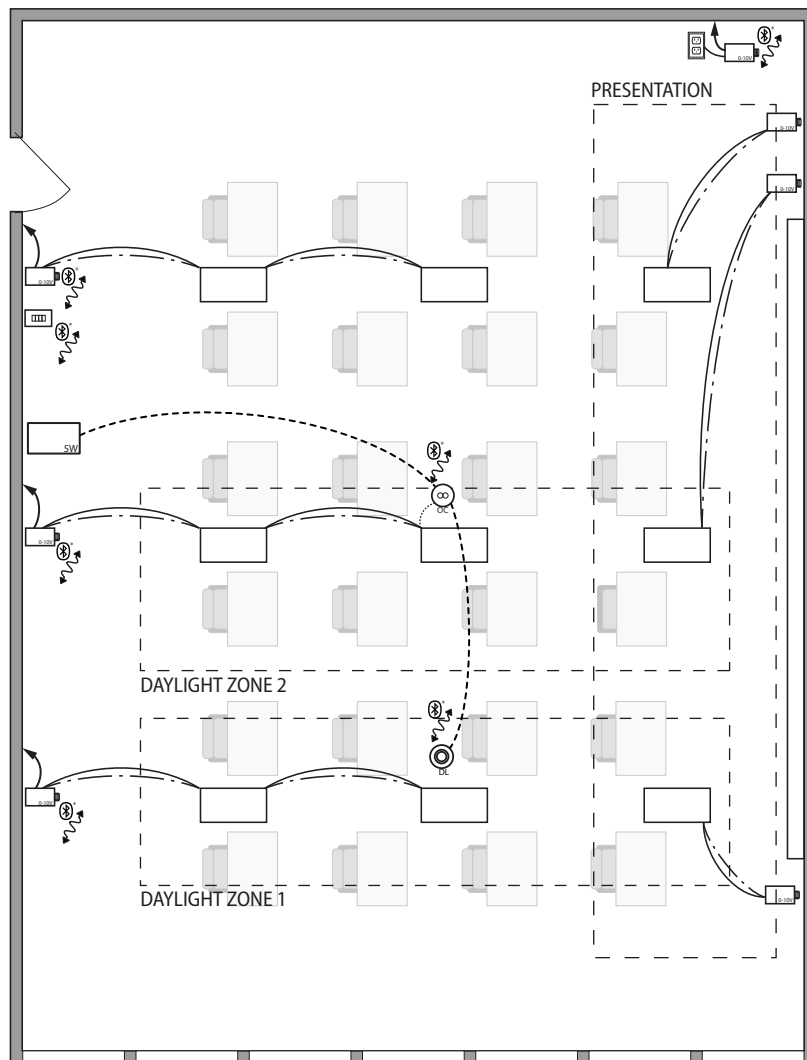 0-10V
PRESENTATION
0-10V
0-10V
0-10V
5W
OC
0-10V
DAYLIGHT ZONE 2
DL
0-10V
DAYLIGHT ZONE 1
0-10V